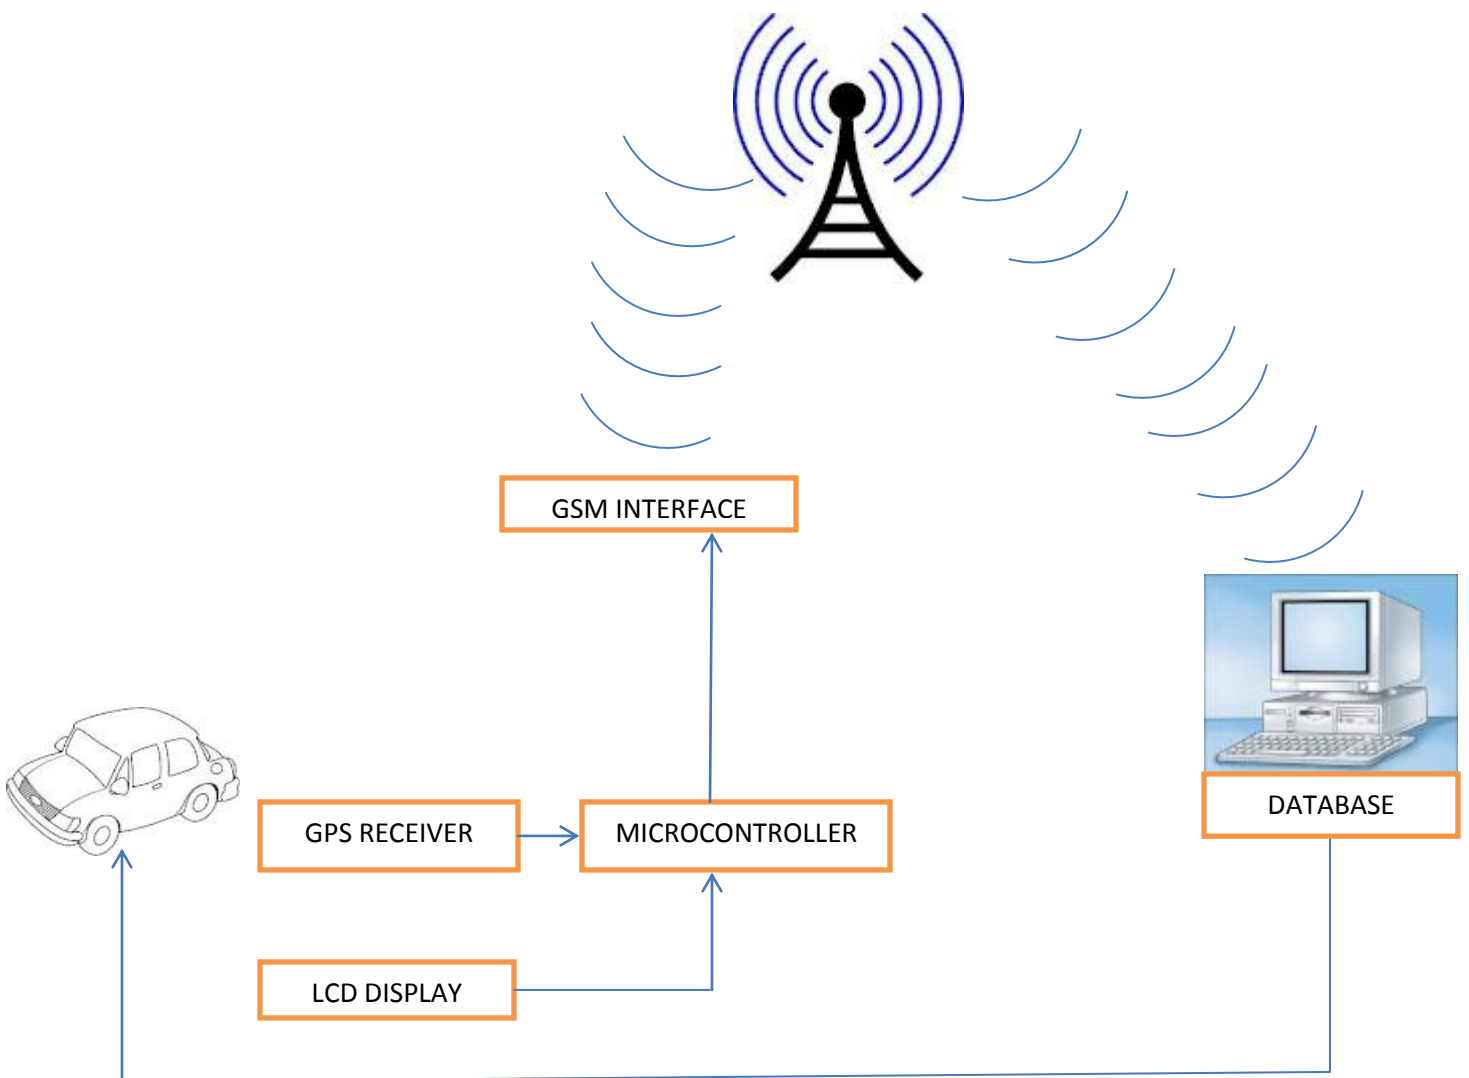 GSM INTERFACE
DATABASE
GPS RECEIVER
MICROCONTROLLER
LCD DISPLAY